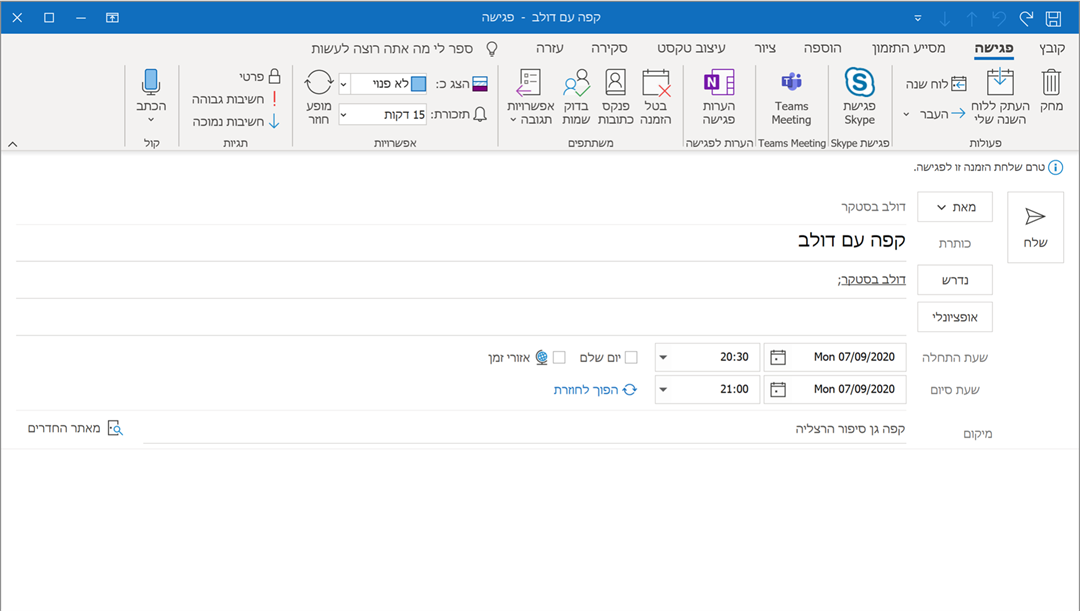 קפה עם דולב - פגישה
קובץ פגישה מסייע התזמון הוספה ציור עיצוב טקסט סקירה עזרה ספר לי מה אתה רוצה לעשות
מחק
העתק ללוח השנה שלי
לוח שנה
העבר
פעולות
פגישת Skype
פגישת Skype
Teams Meeting
Teams Meeting
הערות פגישה
הערות לפגישה
בטל הזמנה
פנקס כתובות
בדוק שמות
אפשרויות תגובה
משתתפים
הצג כ: לא פנוי
תזכורת: 15 דקות
מופע חוזר
אפשרויות
פרטי
חשיבות גבוהה
חשיבות נמוכה
תגיות
הכתב
קול
טרם שלחת הזמנה זו לפגישה.
שלח
מאת דולב בסטקר
כותרת קפה עם דולב
נדרש דולב בסטקר;
אופציונלי
שעת התחלה Mon 07/09/2020 20:30 יום שלם אזורי זמן
שעת סיום Mon 07/09/2020 21:00 הפוך לחוזרת
מיקום קפה גן סיפור הרצליה מאתר החדרים